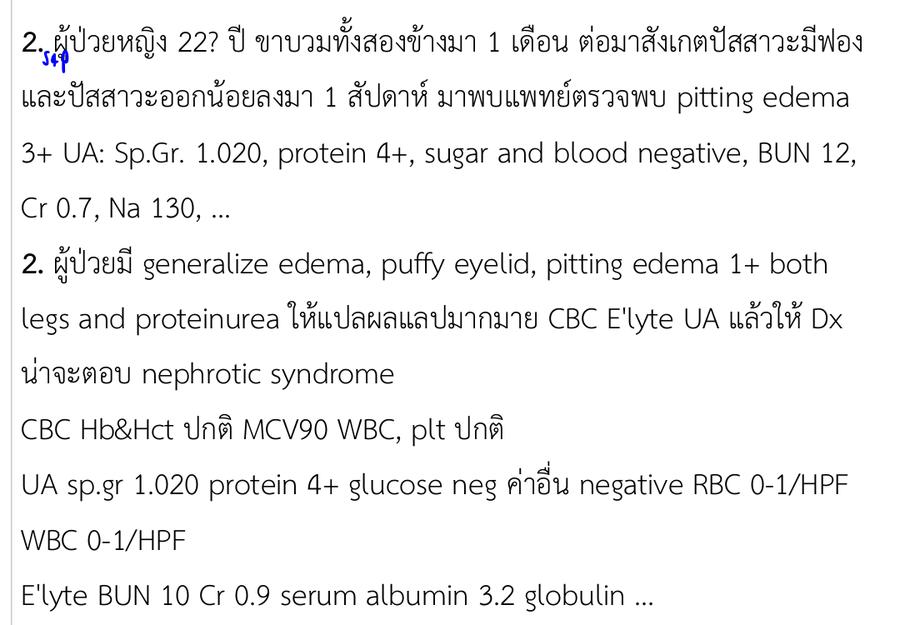 2. ผู้ป่วยหญิง 22? ปี ขาบวมทั้งสองข้างมา 1 เดือน ต่อมาสังเกตปัสสาวะมีฟอง
และปัสสาวะออกน้อยลงมา 1 สัปดาห์ มาพบแพทย์ตรวจพบ pitting edema
3+ UA: Sp.Gr. 1.020, protein 4+, sugar and blood negative, BUN 12,
Cr 0.7, Na 130, ...
2. ผู้ป่วยมี generalize edema, puffy eyelid, pitting edema 1+ both
legs and proteinurea ให้แปลผลแลปมากมาย CBC E'lyte UA แล้วให้ Dx
น่าจะตอบ nephrotic syndrome
CBC Hb&Hct ปกติ MCV90 WBC, plt ปกติ
UA sp.gr 1.020 protein 4+ glucose neg ค่าอื่น negative RBC 0-1/HPF
WBC 0-1/HPF
E'lyte BUN 10 Cr 0.9 serum albumin 3.2 globulin ...